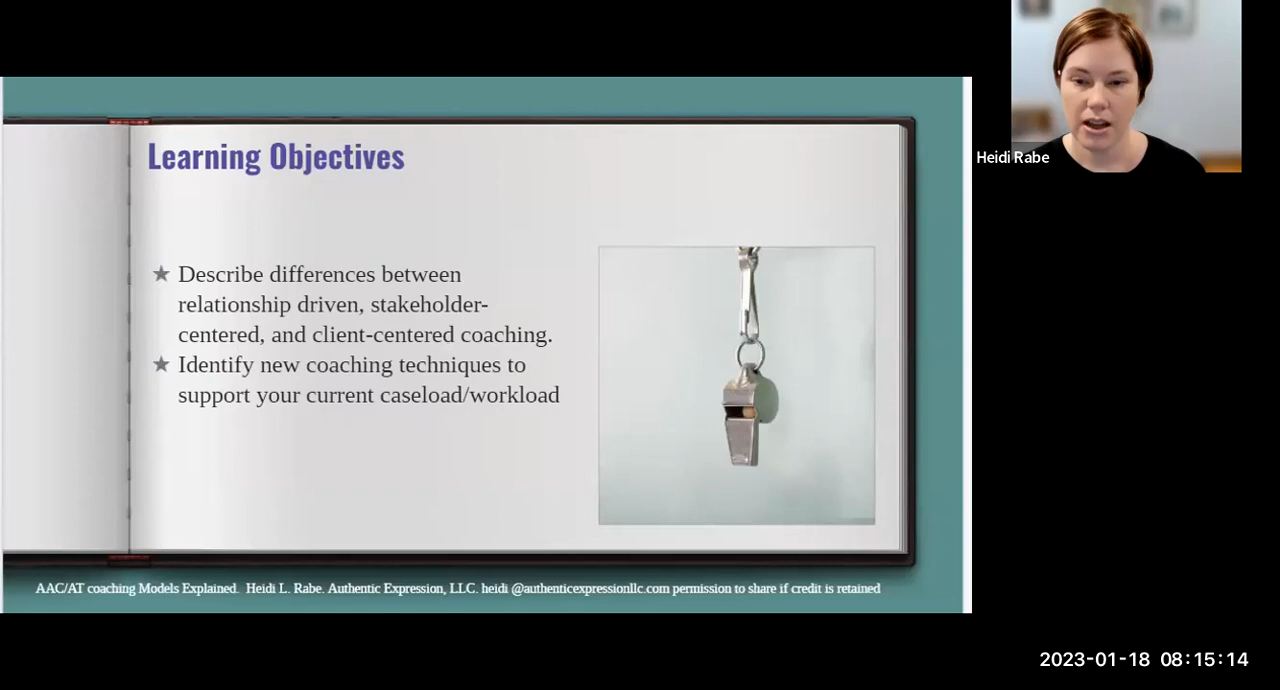 Learning Objectives
★ Describe differences between
relationship driven, stakeholder-
centered, and client-centered coaching.
★ Identify new coaching techniques to
support your current caseload/workload
AAC/AT coaching Models Explained. Heidi L. Rabe. Authentic Expression, LLC. heidi @authenticexpressionllc.com permission to share if credit is retained
Heidi Rabe
2023-01-18 08:15:14